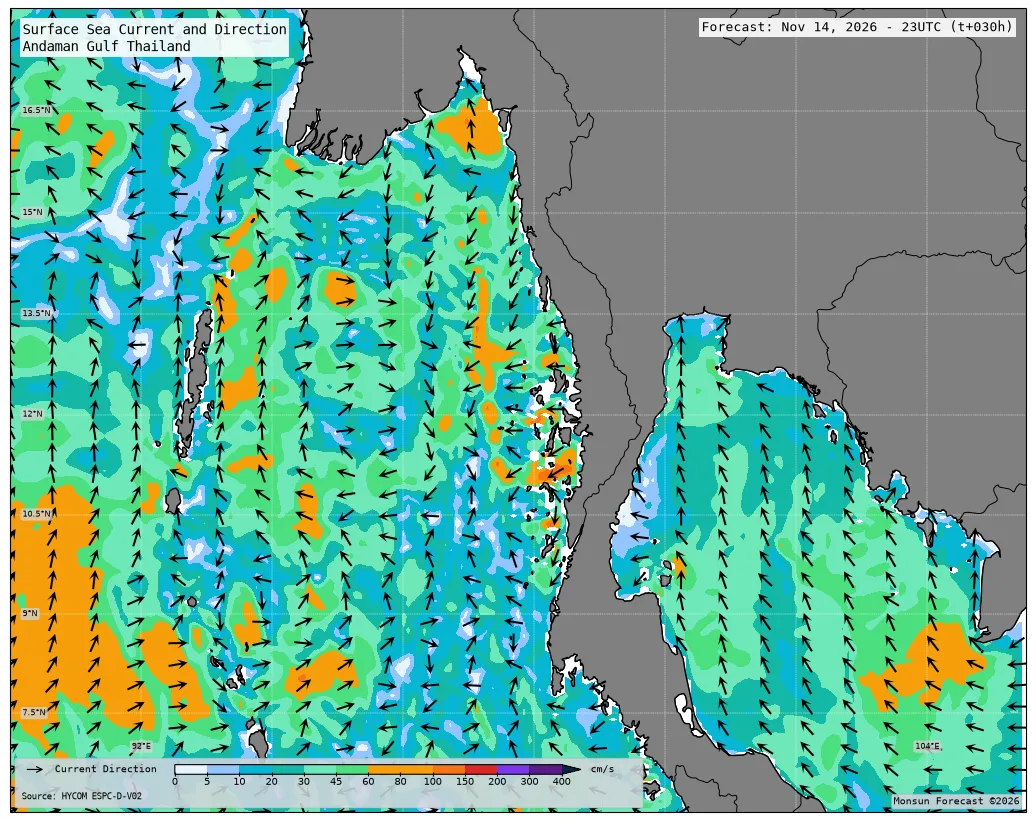 Surface Sea Current and Direction
Andaman Gulf Thailand
Forecast: Nov 14, 2026 - 23UTC (t+030h)
16.5°N
15°N
13.5°N
12°N
10.5°N
9°N
7.5°N
92°E
104°E
Current Direction
0 5 10 20 30 45 60 80 100 150 200 300 400 cm/s
Source: HYCOM ESPC-D-V02
Monsun Forecast ©2026